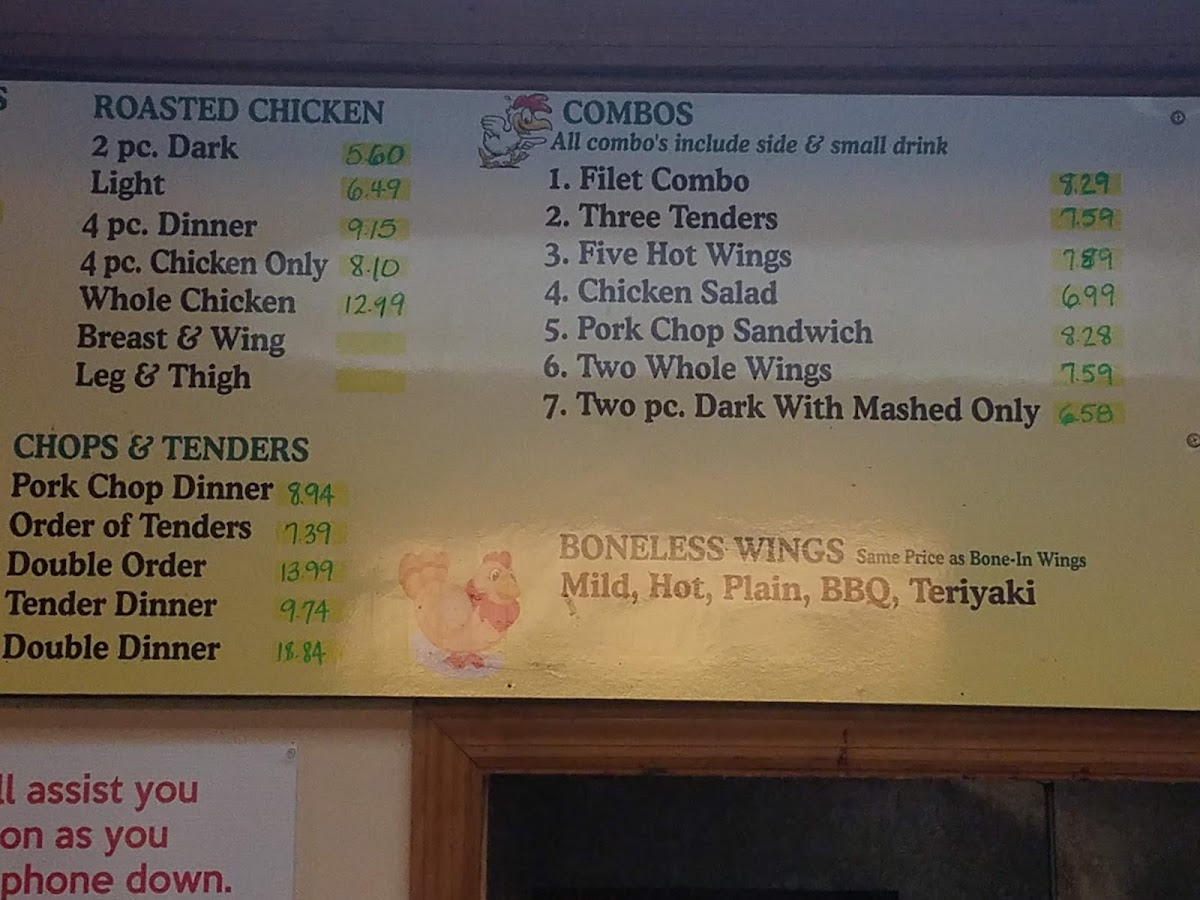 S
ROASTED CHICKEN
2 pc. Dark 5.60
Light 6.49
4 pc. Dinner 9.15
4 pc. Chicken Only 8.10
Whole Chicken 12.99
Breast & Wing
Leg & Thigh
CHOPS & TENDERS
Pork Chop Dinner 8.94
Order of Tenders 7.39
Double Order 13.99
Tender Dinner 9.74
Double Dinner 18.84
COMBOS
All combo's include side & small drink
1. Filet Combo 8.29
2. Three Tenders 7.59
3. Five Hot Wings 7.89
4. Chicken Salad 6.99
5. Pork Chop Sandwich 8.28
6. Two Whole Wings 7.59
7. Two pc. Dark With Mashed Only 6.58
BONELESS WINGS Same Price as Bone-In Wings
Mild, Hot, Plain, BBQ, Teriyaki
ll assist you
on as you
phone down.